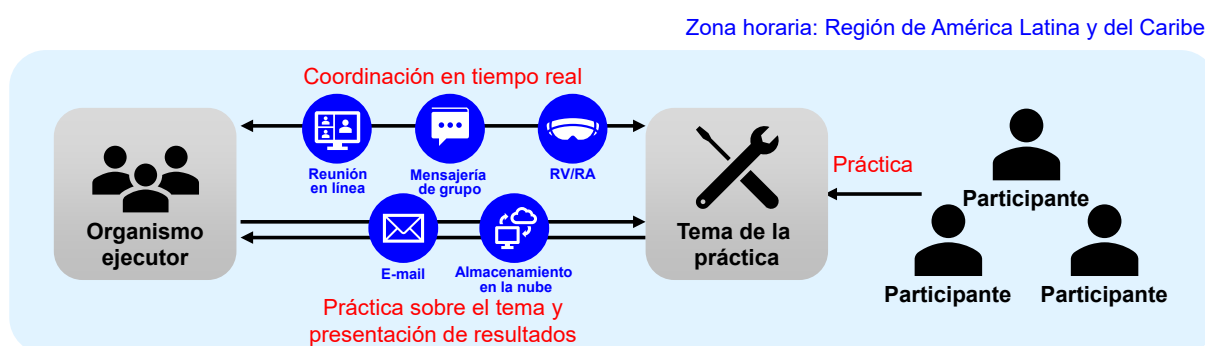 Zona horaria: Región de América Latina y del Caribe
Coordinación en tiempo real
Reunión
en línea
Mensajería
de grupo
RV/RA
Organismo
ejecutor
E-mail
Almacenamiento
en la nube
Práctica sobre el tema y
presentación de resultados
Tema de la
práctica
Práctica
Participante
Participante
Participante